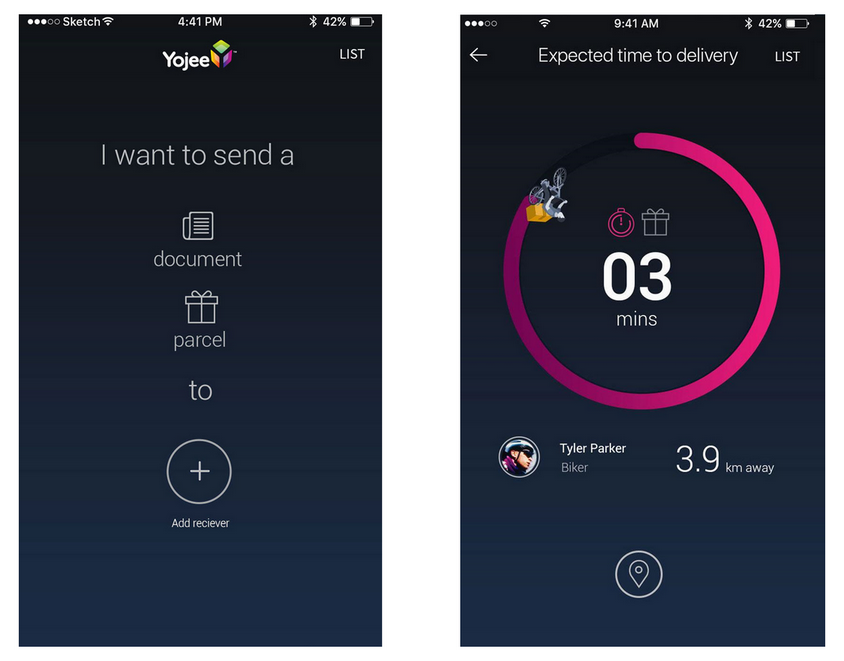 Sketch 4:41 PM 42%
Yojee™
LIST
I want to send a
document
parcel
to
Add reciever
9:41 AM 42%
Expected time to delivery LIST
03
mins
Tyler Parker
Biker
3.9 km away